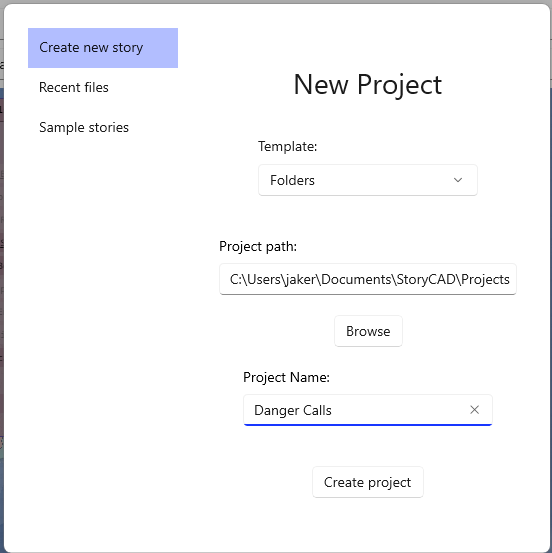 Create new story
Recent files
Sample stories
New Project
Template:
Folders
Project path:
C:\Users\jaker\Documents\StoryCAD\Projects
Browse
Project Name:
Danger Calls
Create project